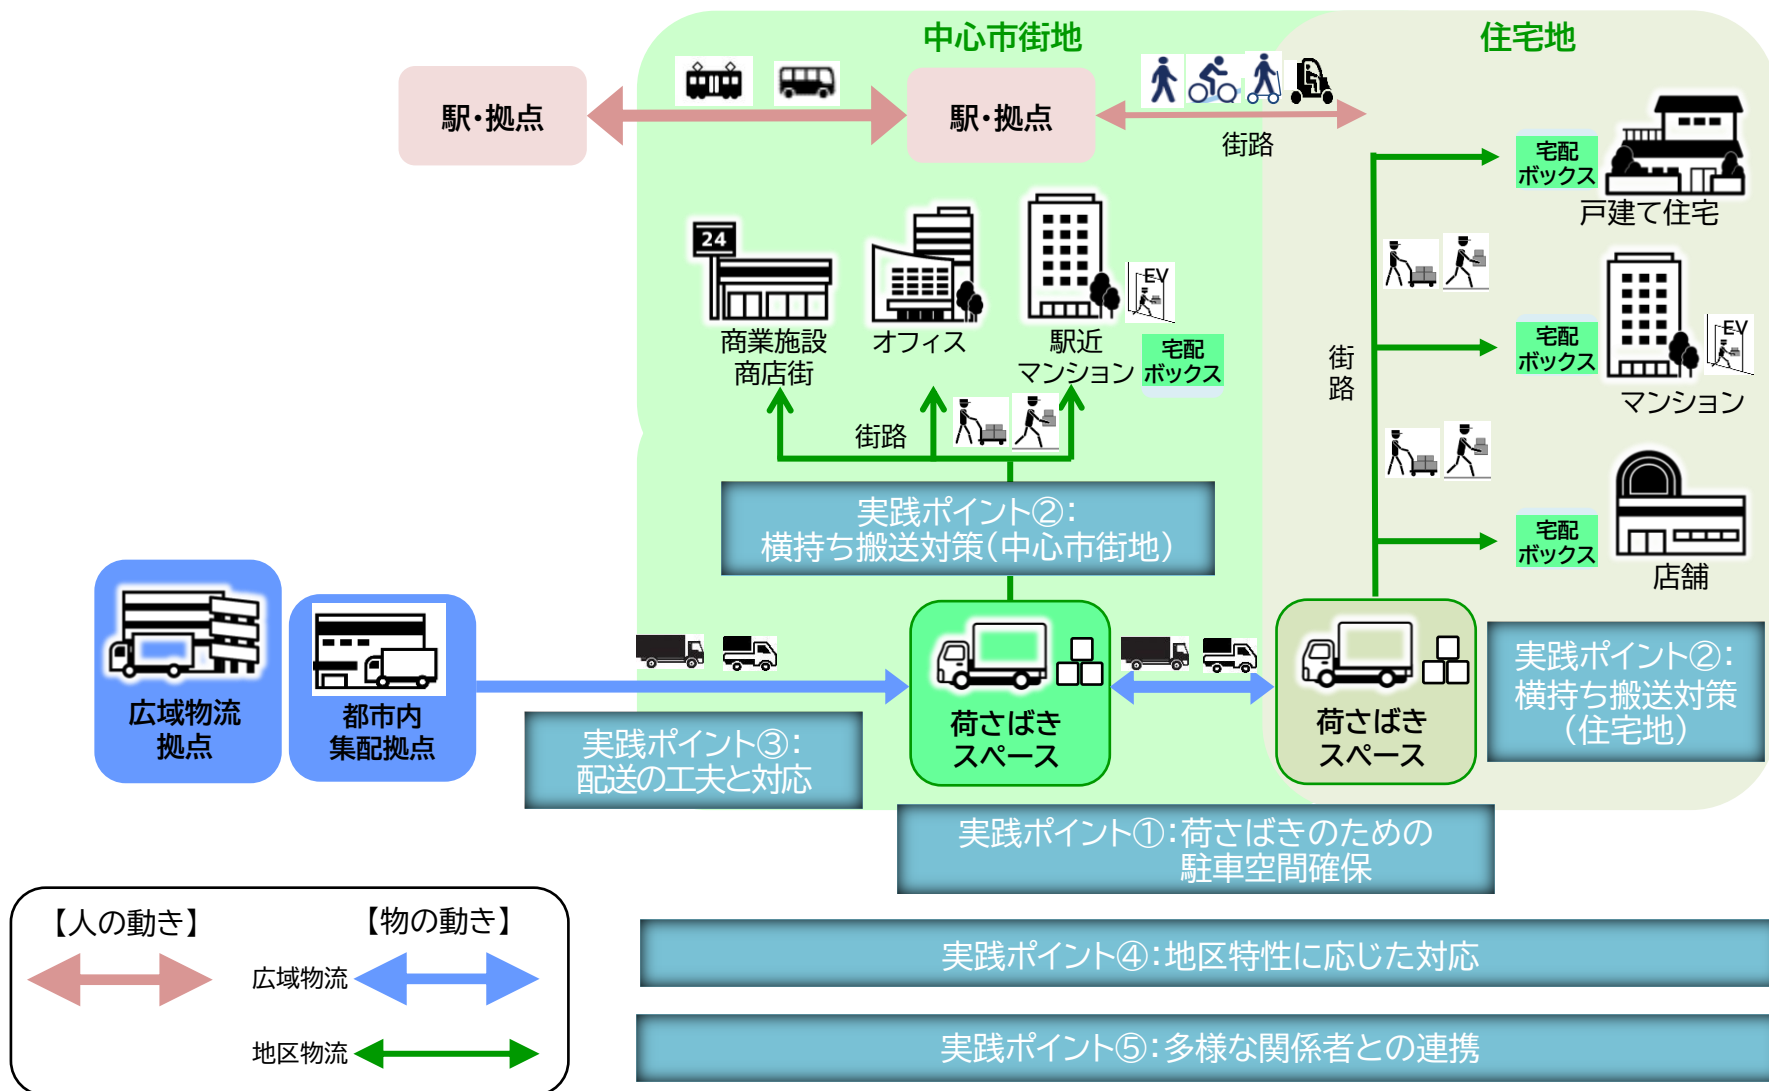 中心市街地
住宅地
駅・拠点
駅・拠点
街路
宅配
ボックス
戸建て住宅
24
EV
商業施設
商店街
オフィス
駅近
マンション
宅配
ボックス
街路
街路
宅配
ボックス
EV
マンション
宅配
ボックス
店舗
実践ポイント②：
横持ち搬送対策（中心市街地）
広域物流
拠点
都市内
集配拠点
荷さばき
スペース
荷さばき
スペース
実践ポイント②：
横持ち搬送対策
（住宅地）
実践ポイント③：
配送の工夫と対応
実践ポイント①：荷さばきのための
駐車空間確保
【人の動き】
【物の動き】
広域物流
地区物流
実践ポイント④：地区特性に応じた対応
実践ポイント⑤：多様な関係者との連携